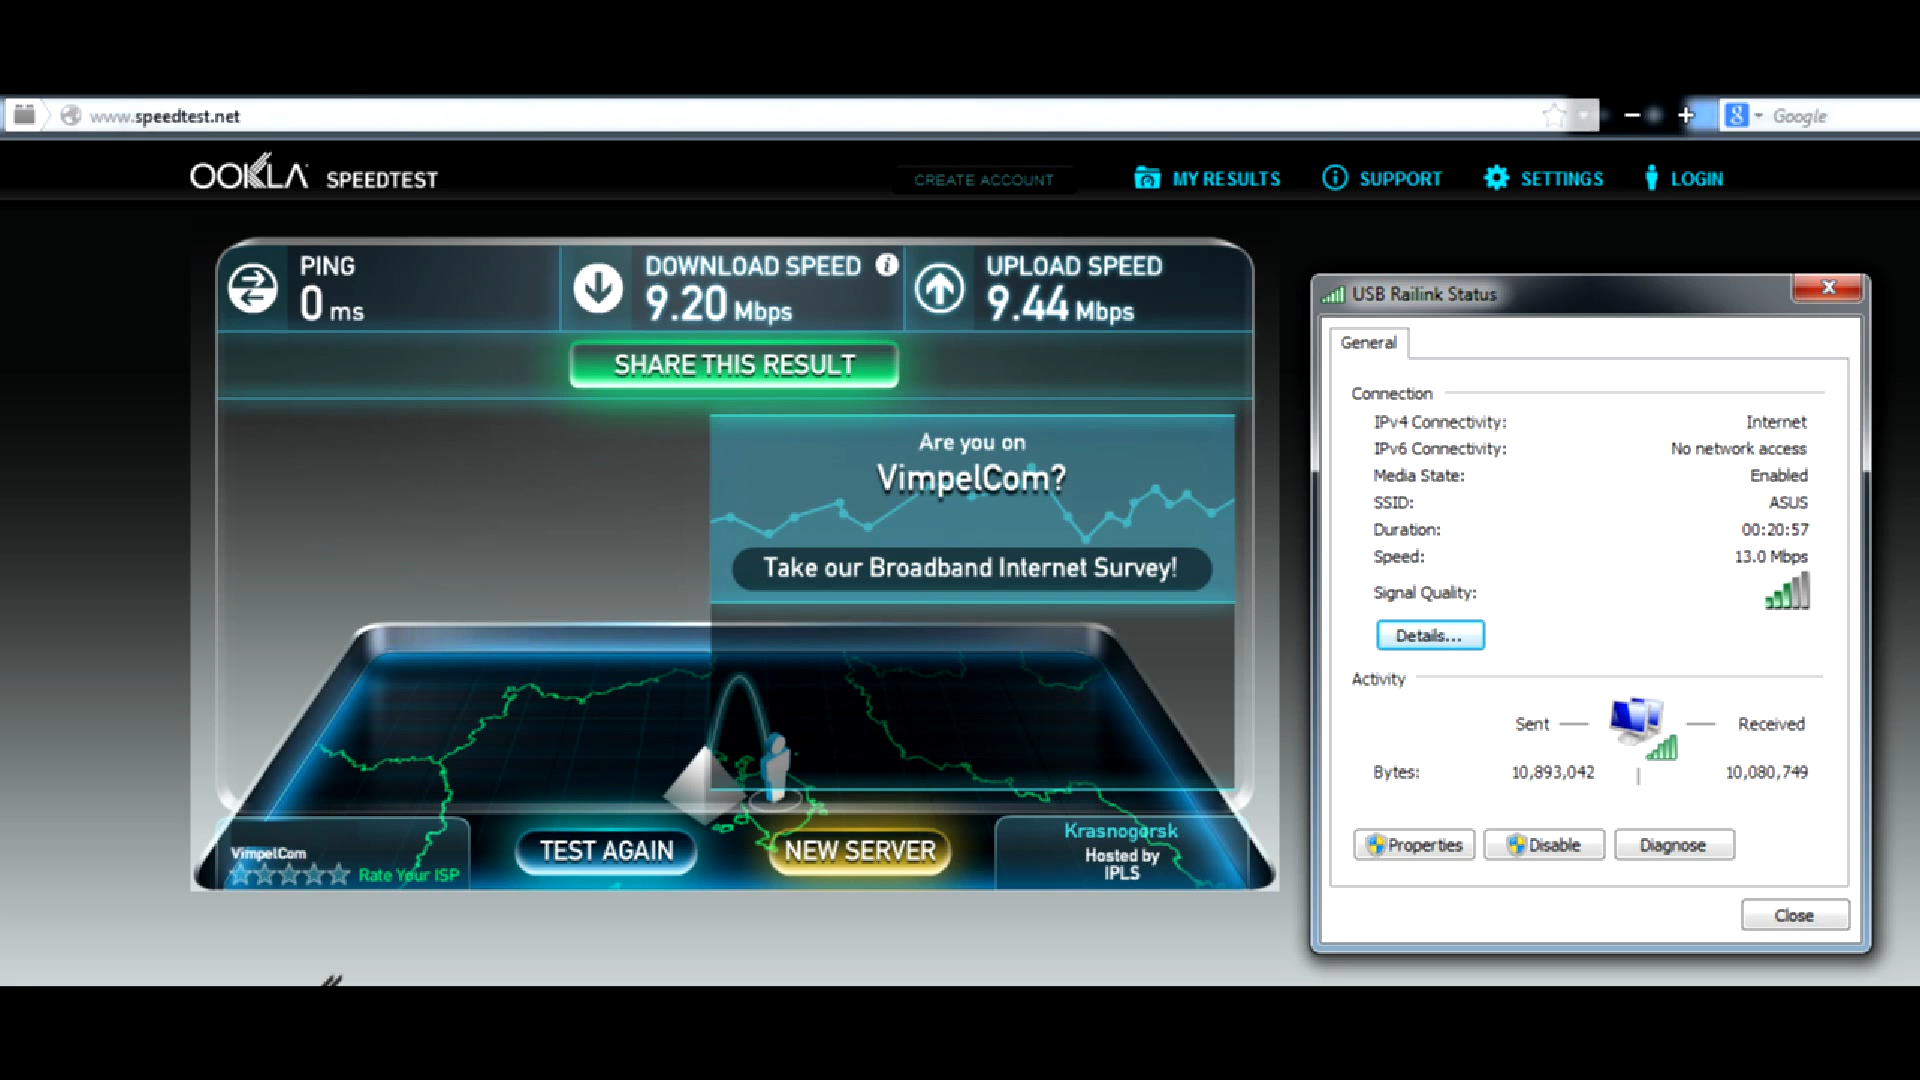 www.speedtest.net
Google
OOKLA SPEEDTEST
CREATE ACCOUNT
MY RESULTS
SUPPORT
SETTINGS
LOGIN
PING
0 ms
DOWNLOAD SPEED
9.20 Mbps
UPLOAD SPEED
9.44 Mbps
SHARE THIS RESULT
Are you on
VimpelCom?
Take our Broadband Internet Survey!
VimpelCom
Rate Your ISP
TEST AGAIN
NEW SERVER
Krasnogorsk
Hosted by
IPLS
USB Railink Status
General
Connection
IPv4 Connectivity: Internet
IPv6 Connectivity: No network access
Media State: Enabled
SSID: ASUS
Duration: 00:20:57
Speed: 13.0 Mbps
Signal Quality:
Details...
Activity
Sent Received
Bytes: 10,893,042 10,080,749
Properties
Disable
Diagnose
Close